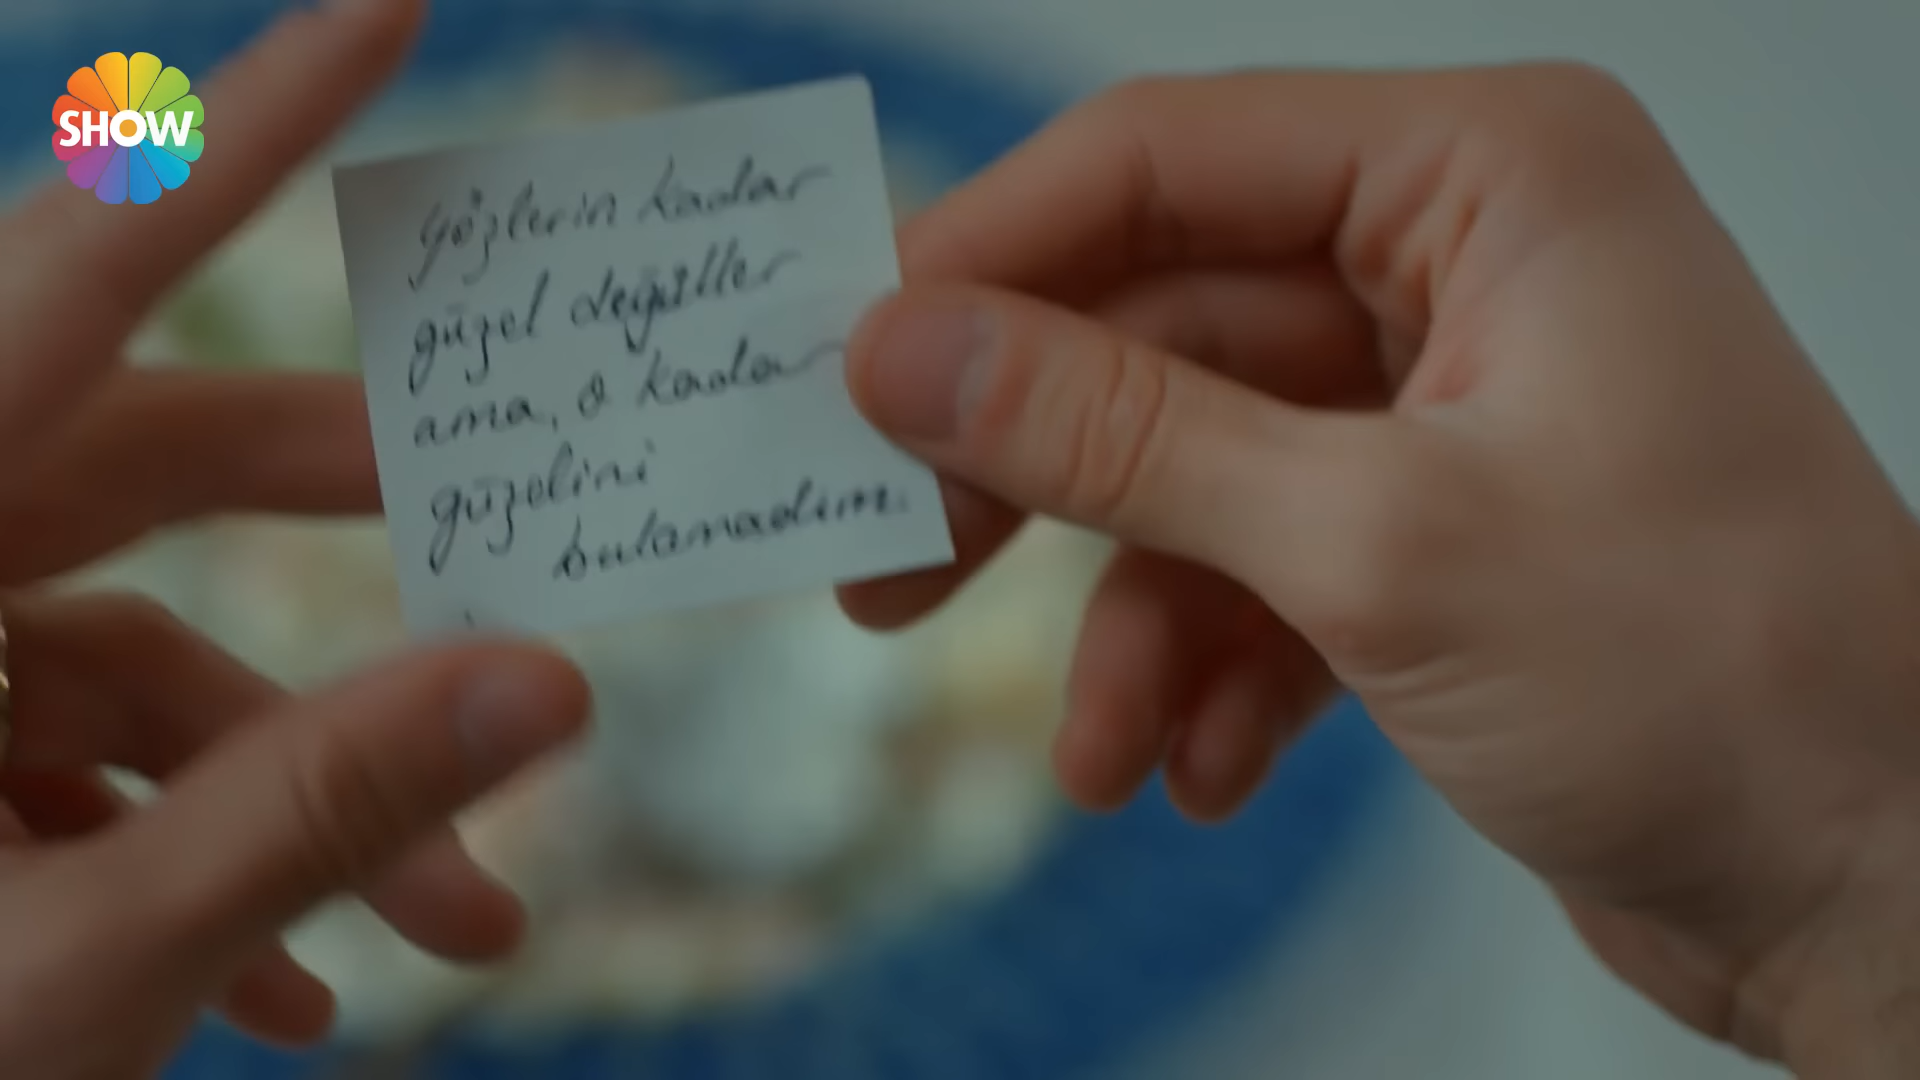 SHOW
gözlerin kadar
güzel değiller
ama, o kadar
güzelini
bulamadım.